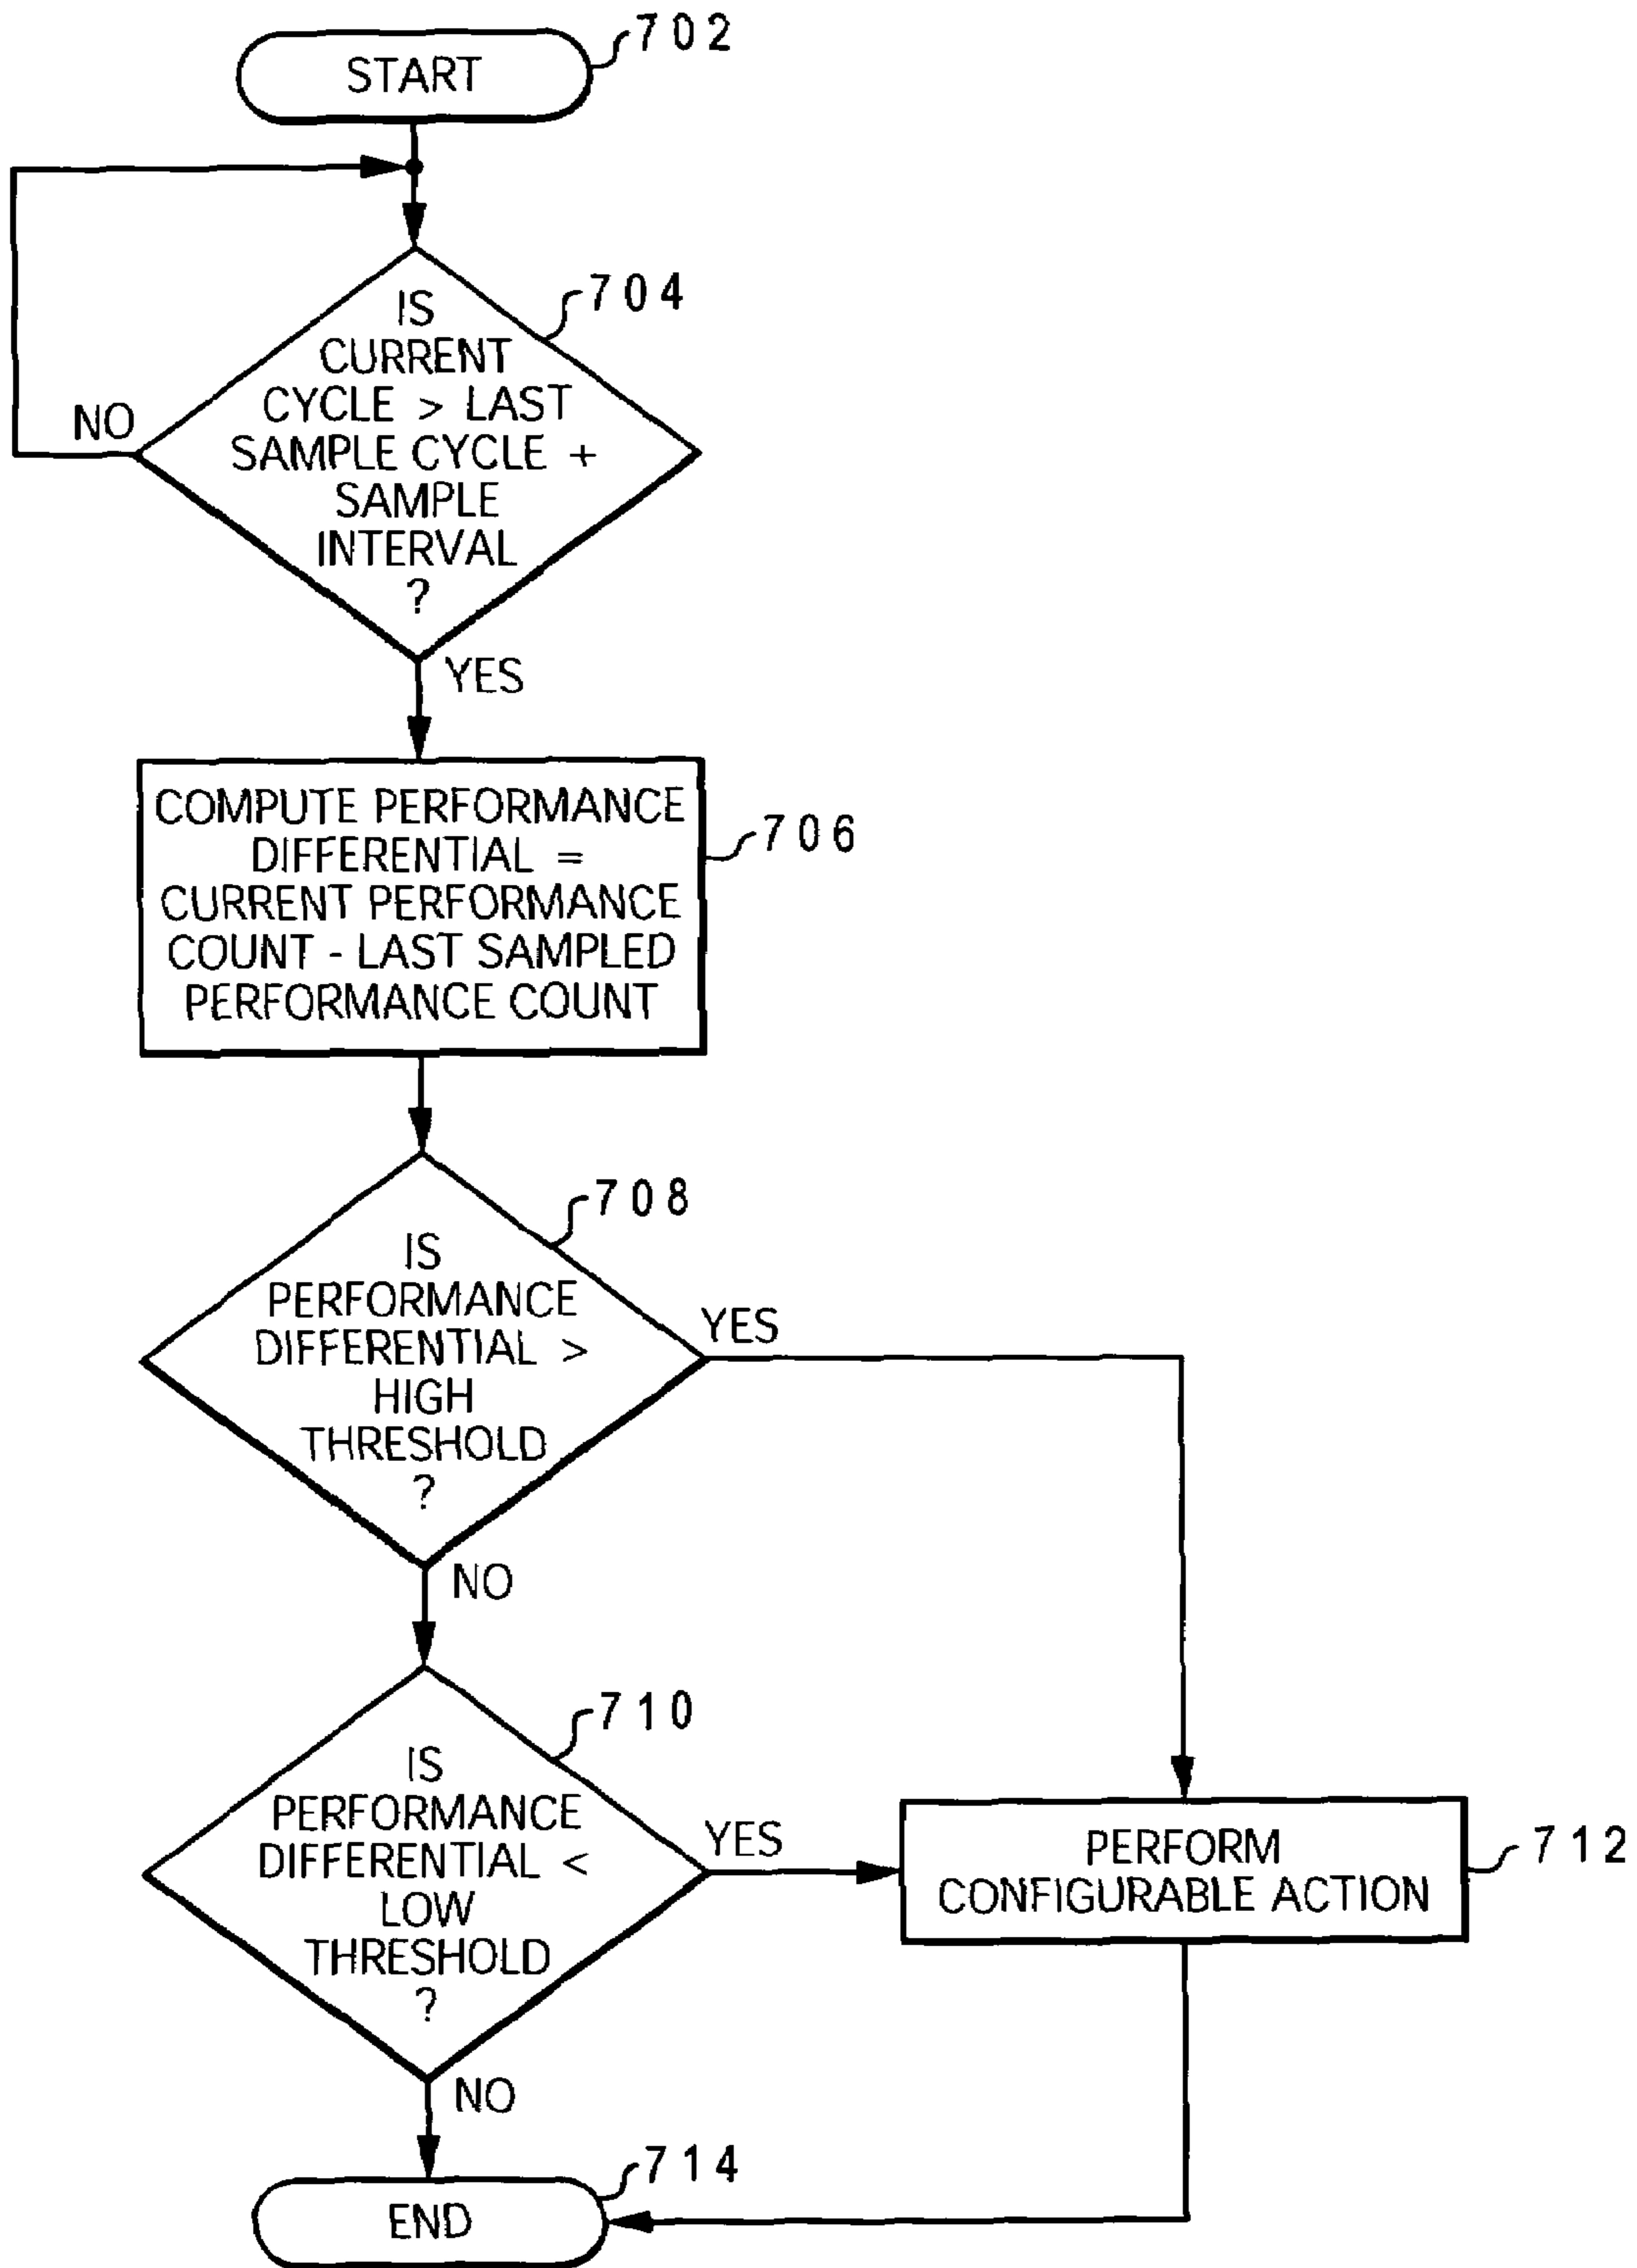 702
START
704
IS
CURRENT
CYCLE > LAST
SAMPLE CYCLE +
SAMPLE
INTERVAL
?
NO
YES
COMPUTE PERFORMANCE
DIFFERENTIAL =
CURRENT PERFORMANCE
COUNT - LAST SAMPLED
PERFORMANCE COUNT
706
708
IS
PERFORMANCE
DIFFERENTIAL >
HIGH
THRESHOLD
?
YES
NO
710
IS
PERFORMANCE
DIFFERENTIAL <
LOW
THRESHOLD
?
YES
PERFORM
CONFIGURABLE ACTION
712
NO
714
END